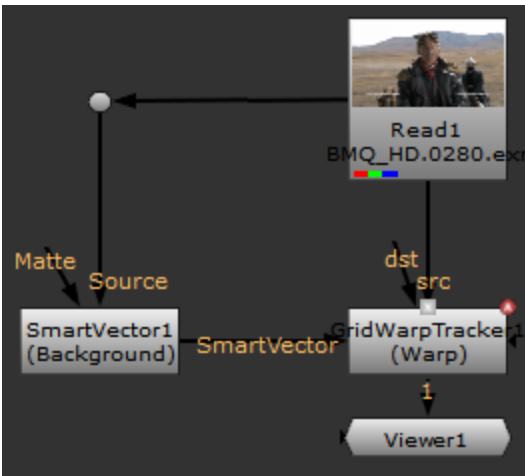 Read1
BMQ_HD.0280.exr
Matte
Source
dst
src
SmartVector1
(Background)
SmartVector
GridWarpTracker1
(Warp)
1
Viewer1